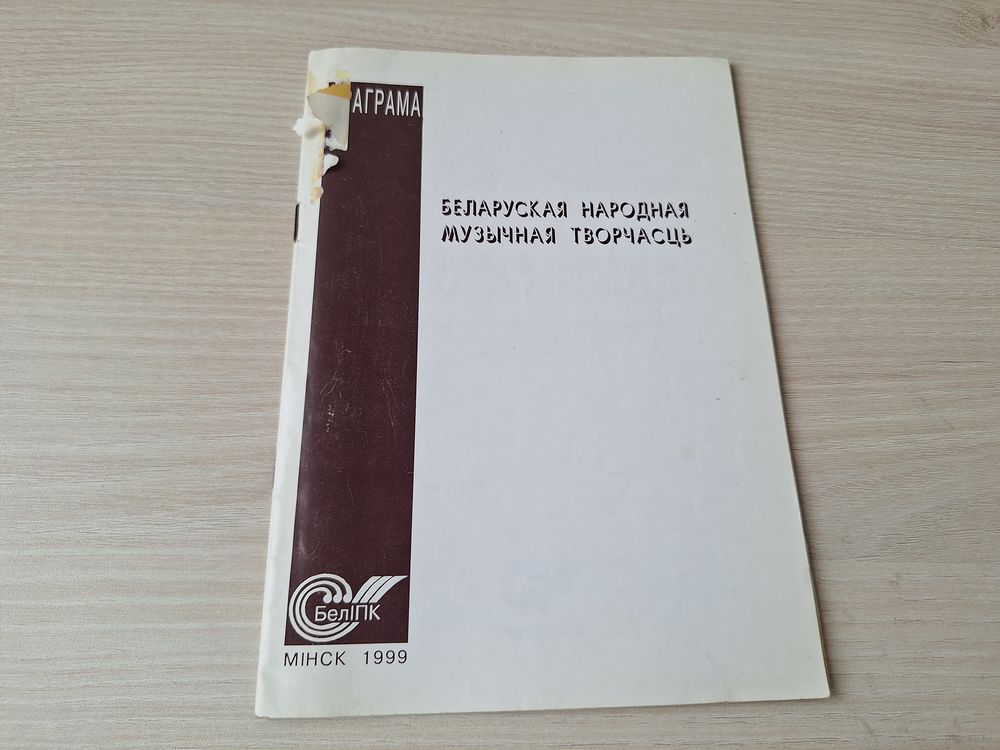 АГРАМА
БЕЛАРУСКАЯ НАРОДНАЯ
МУЗЫЧНАЯ ТВОРЧАСЦЬ
БелІПК
МІНСК 1999